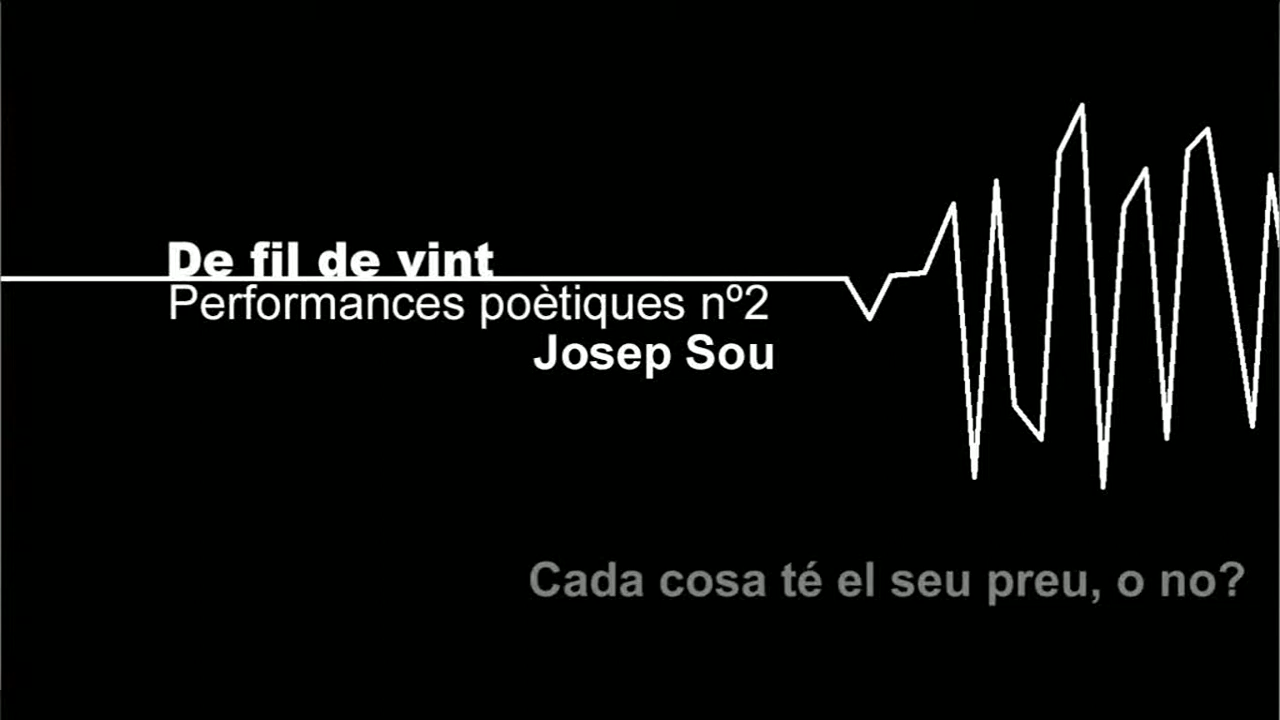 De fil de vint
Performances poètiques nº2
Josep Sou
Cada cosa té el seu preu, o no?